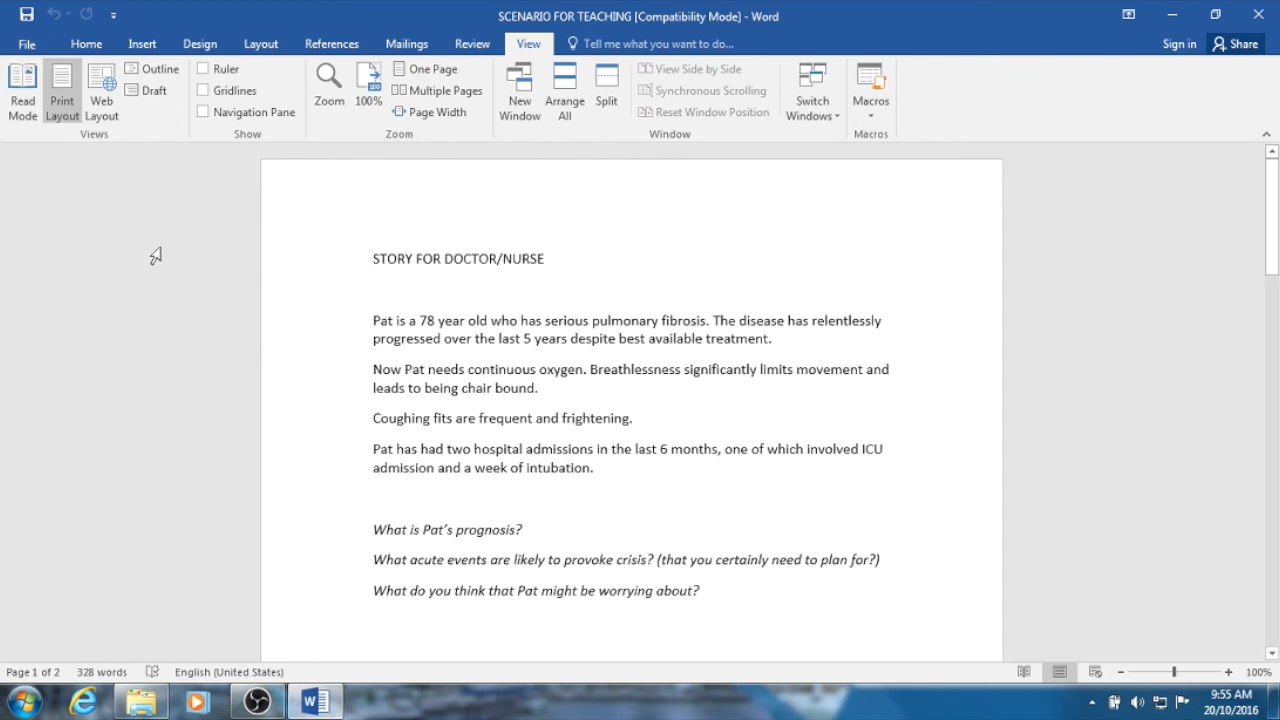 SCENARIO FOR TEACHING [Compatibility Mode] - Word
File Home Insert Design Layout References Mailings Review View Tell me what you want to do... Sign in Share
Read Mode
Print Layout
Web Layout
Outline
Draft
Views
Ruler
Gridlines
Navigation Pane
Show
Zoom
100%
One Page
Multiple Pages
Page Width
Zoom
New Window
Arrange All
Split
View Side by Side
Synchronous Scrolling
Reset Window Position
Window
Switch Windows
Macros
Macros
STORY FOR DOCTOR/NURSE
Pat is a 78 year old who has serious pulmonary fibrosis. The disease has relentlessly
progressed over the last 5 years despite best available treatment.
Now Pat needs continuous oxygen. Breathlessness significantly limits movement and
leads to being chair bound.
Coughing fits are frequent and frightening.
Pat has had two hospital admissions in the last 6 months, one of which involved ICU
admission and a week of intubation.
What is Pat's prognosis?
What acute events are likely to provoke crisis? (that you certainly need to plan for?)
What do you think that Pat might be worrying about?
Page 1 of 2 328 words English (United States) 100%
9:55 AM
20/10/2016